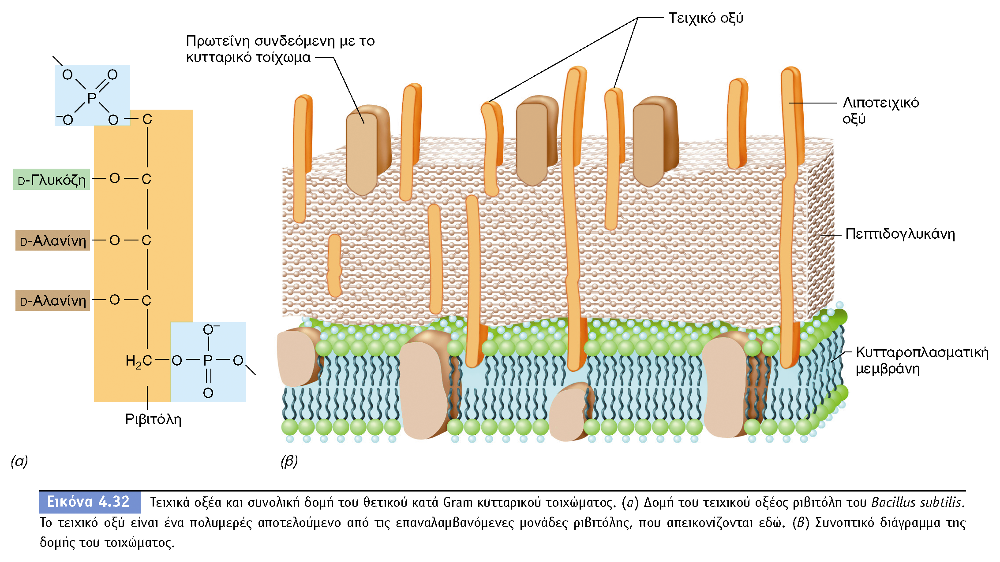 Τειχικό οξύ
Πρωτεΐνη συνδεόμενη με το
κυτταρικό τοίχωμα
Λιποτειχικό
οξύ
Πεπτιδογλυκάνη
Κυτταροπλασματική
μεμβράνη
O O
P
–O O C
D-Γλυκόζη O C
D-Αλανίνη O C
D-Αλανίνη O C
O–
H2C O P O
O
Ριβιτόλη
(α)
(β)
Εικόνα 4.32 Τειχικά οξέα και συνολική δομή του θετικού κατά Gram κυτταρικού τοιχώματος. (α) Δομή του τειχικού οξέος ριβιτόλη του Bacillus subtilis.
Το τειχικό οξύ είναι ένα πολυμερές αποτελούμενο από τις επαναλαμβανόμενες μονάδες ριβιτόλης, που απεικονίζονται εδώ. (β) Συνοπτικό διάγραμμα της
δομής του τοιχώματος.